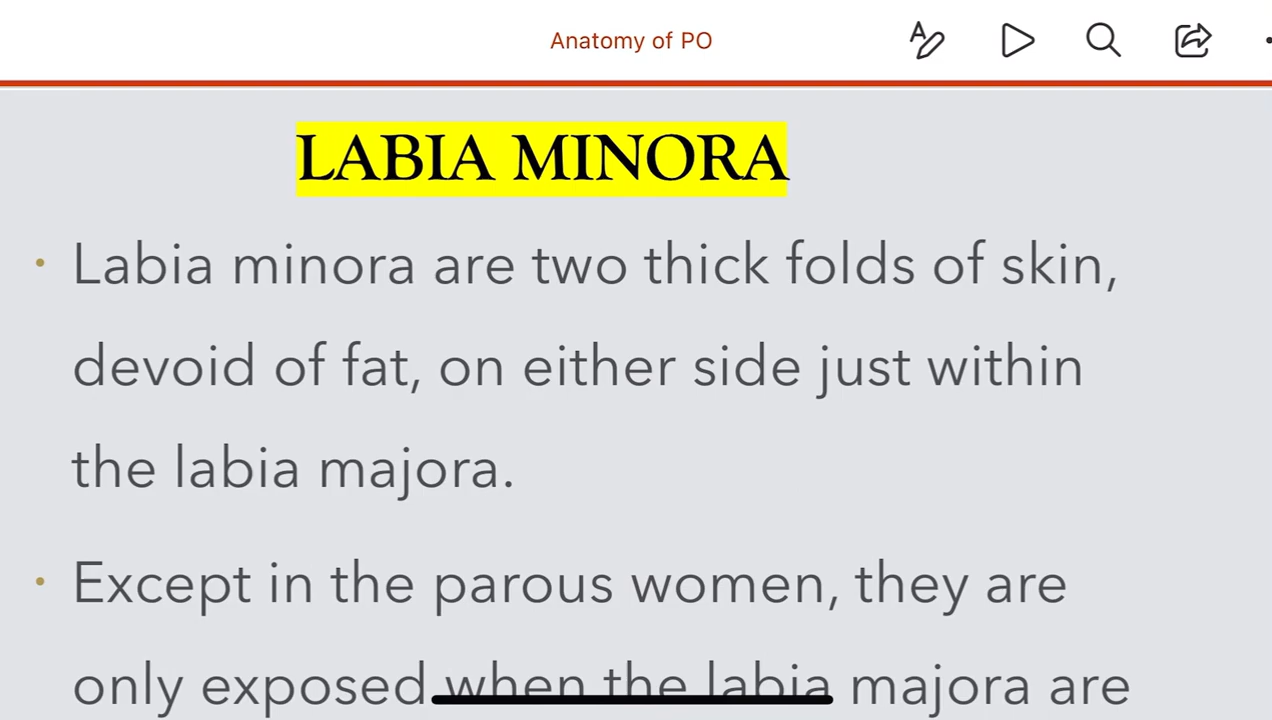 Anatomy of PO
LABIA MINORA
• Labia minora are two thick folds of skin,
devoid of fat, on either side just within
the labia majora.
• Except in the parous women, they are
only exposed when the labia majora are